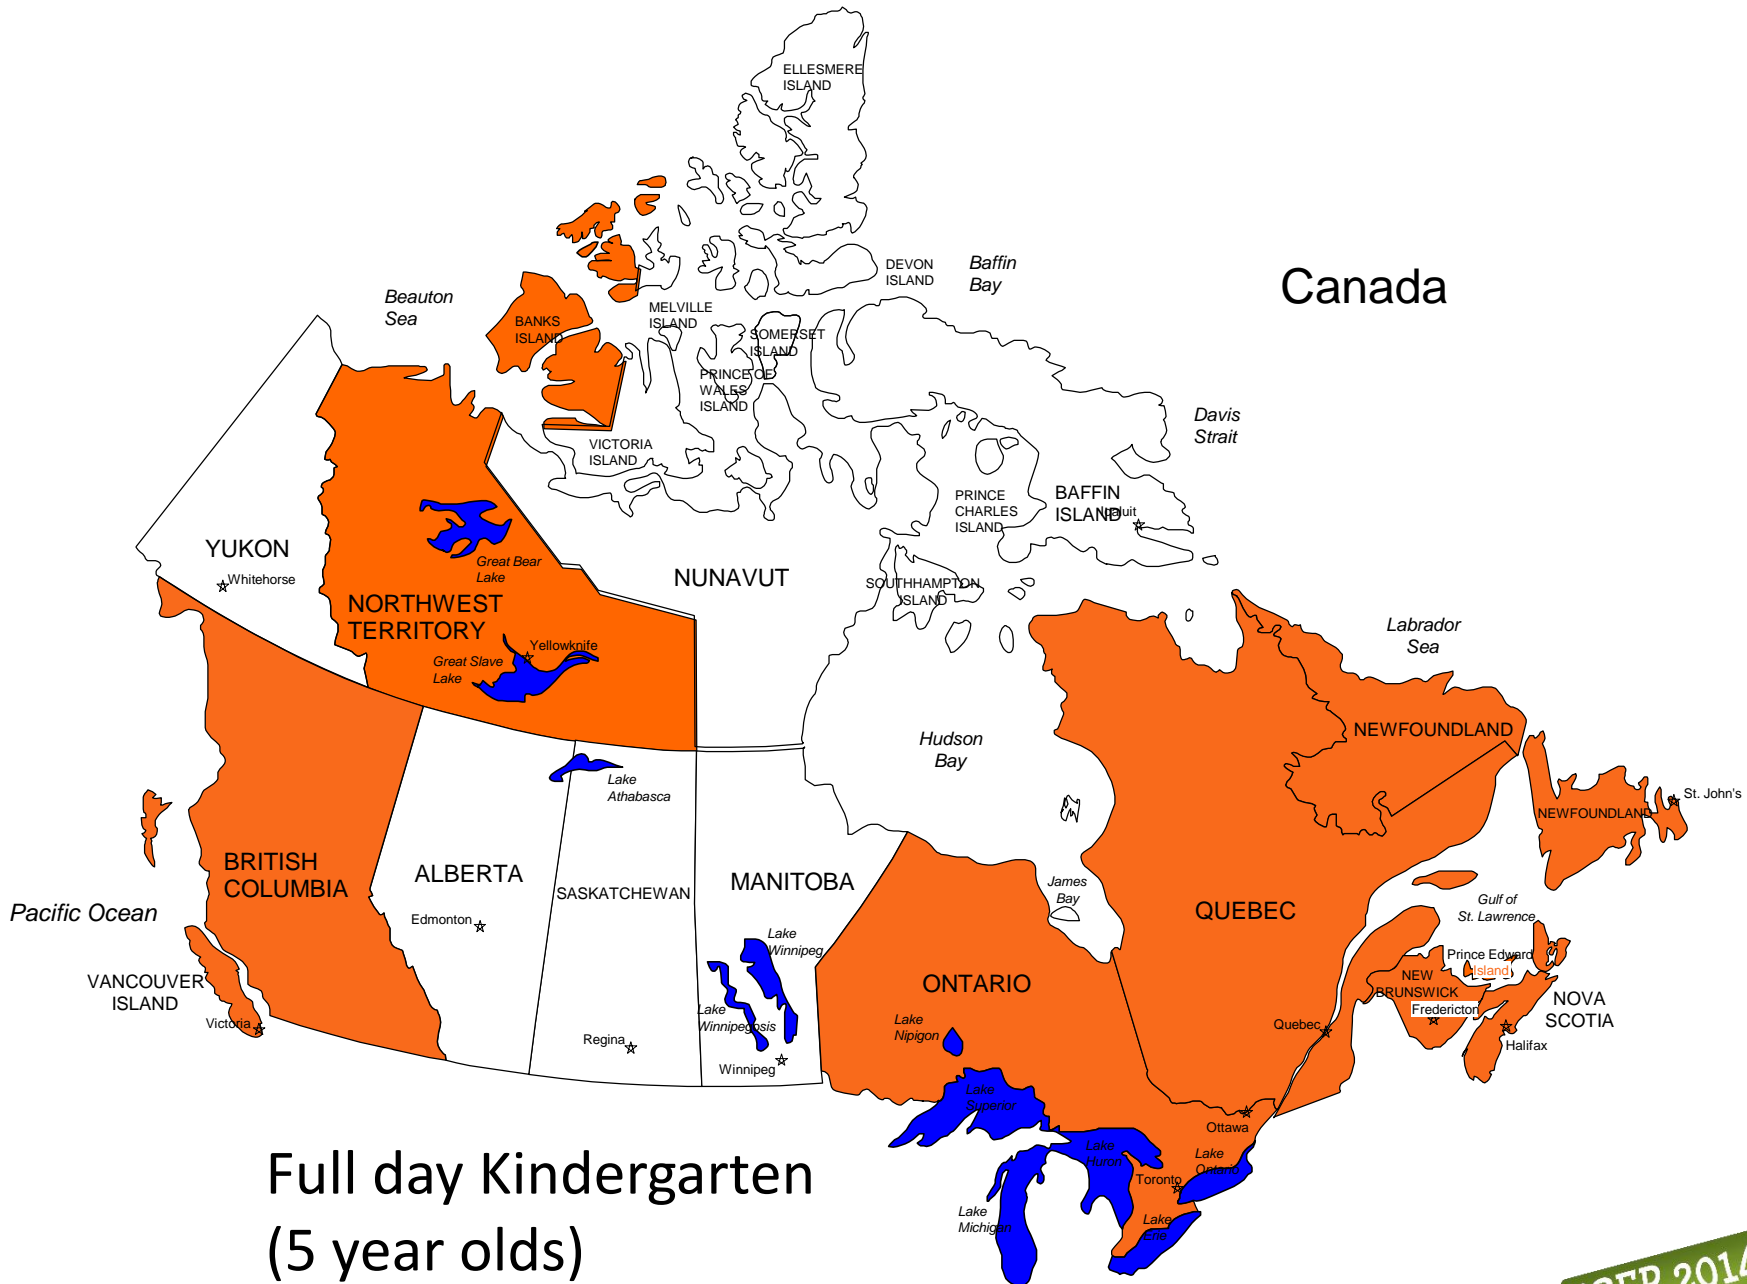 ELLESMERE
ISLAND
DEVON
ISLAND
Baffin
Bay
Canada
Beauton
Sea
MELVILLE
ISLAND
BANKS
ISLAND
SOMERSET
ISLAND
PRINCE OF
WALES
ISLAND
Davis
Strait
VICTORIA
ISLAND
PRINCE
CHARLES
ISLAND
BAFFIN
ISLAND
Iqaluit
YUKON
Whitehorse
Great Bear
Lake
NUNAVUT
SOUTHHAMPTON
ISLAND
NORTHWEST
TERRITORY
Yellowknife
Great Slave
Lake
Labrador
Sea
NEWFOUNDLAND
Hudson
Bay
Lake
Athabasca
St. John's
NEWFOUNDLAND
BRITISH
COLUMBIA
ALBERTA
SASKATCHEWAN
MANITOBA
James
Bay
QUEBEC
Gulf of
St. Lawrence
Pacific Ocean
Edmonton
Lake
Winnipeg
Prince Edward
Island
VANCOUVER
ISLAND
ONTARIO
NEW
BRUNSWICK
Fredericton
NOVA
SCOTIA
Victoria
Lake
Winnipegosis
Lake
Nipigon
Quebec
Regina
Halifax
Winnipeg
Lake
Superior
Ottawa
Lake
Huron
Lake
Ontario
Toronto
Full day Kindergarten
(5 year olds)
Lake
Michigan
Lake
Erie
2014